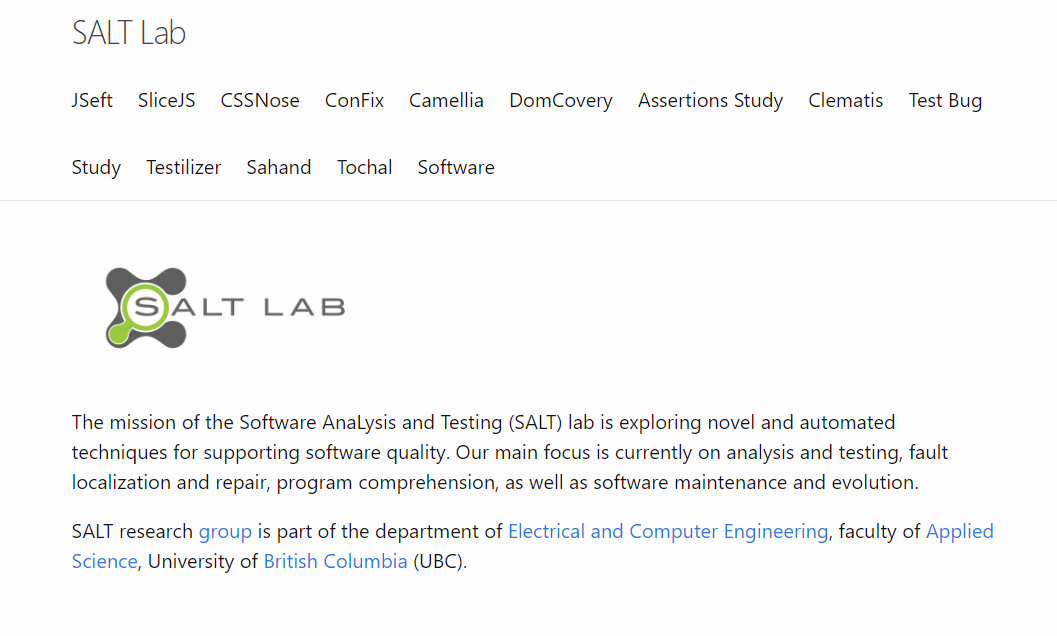 SALT Lab
JSeft SliceJS CSSNose ConFix Camellia DomCovery Assertions Study Clematis Test Bug
Study Testilizer Sahand Tochal Software
SALT LAB
The mission of the Software AnaLysis and Testing (SALT) lab is exploring novel and automated
techniques for supporting software quality. Our main focus is currently on analysis and testing, fault
localization and repair, program comprehension, as well as software maintenance and evolution.
SALT research group is part of the department of Electrical and Computer Engineering, faculty of Applied
Science, University of British Columbia (UBC).